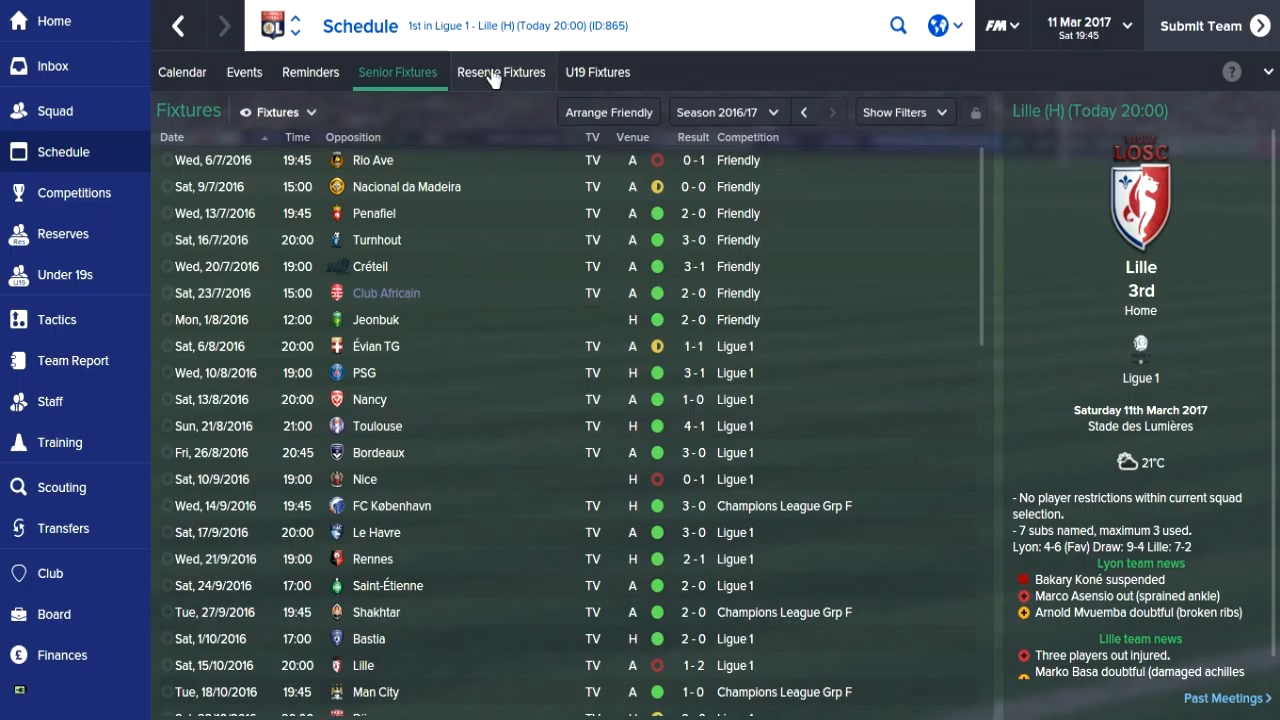 Home
Inbox
Squad
Schedule
Competitions
Res
Reserves
U19
Under 19s
Tactics
Team Report
Staff
Training
Scouting
Transfers
Club
Board
Finances
OL
Schedule 1st in Ligue 1 - Lille (H) (Today 20:00) (ID:865)
FM
11 Mar 2017
Sat 19:45
Submit Team
Calendar Events Reminders Senior Fixtures Reserve Fixtures U19 Fixtures
Fixtures Fixtures Arrange Friendly Season 2016/17 Show Filters
Date Time Opposition TV Venue Result Competition
Wed, 6/7/2016 19:45 Rio Ave TV A 0 - 1 Friendly
Sat, 9/7/2016 15:00 Nacional da Madeira TV A 0 - 0 Friendly
Wed, 13/7/2016 19:45 Penafiel TV A 2 - 0 Friendly
Sat, 16/7/2016 20:00 Turnhout TV A 3 - 0 Friendly
Wed, 20/7/2016 19:00 Créteil TV A 3 - 1 Friendly
Sat, 23/7/2016 15:00 Club Africain TV A 2 - 0 Friendly
Mon, 1/8/2016 12:00 Jeonbuk H 2 - 0 Friendly
Sat, 6/8/2016 20:00 Évian TG TV A 1 - 1 Ligue 1
Wed, 10/8/2016 19:00 PSG TV H 3 - 1 Ligue 1
Sat, 13/8/2016 20:00 Nancy TV A 1 - 0 Ligue 1
Sun, 21/8/2016 21:00 Toulouse TV H 4 - 1 Ligue 1
Fri, 26/8/2016 20:45 Bordeaux TV A 3 - 0 Ligue 1
Sat, 10/9/2016 19:00 Nice H 0 - 1 Ligue 1
Wed, 14/9/2016 19:45 FC København TV H 3 - 0 Champions League Grp F
Sat, 17/9/2016 20:00 Le Havre TV A 3 - 0 Ligue 1
Wed, 21/9/2016 19:00 Rennes TV H 2 - 1 Ligue 1
Sat, 24/9/2016 17:00 Saint-Étienne TV A 2 - 0 Ligue 1
Tue, 27/9/2016 19:45 Shakhtar TV A 2 - 0 Champions League Grp F
Sat, 1/10/2016 17:00 Bastia TV H 2 - 0 Ligue 1
Sat, 15/10/2016 20:00 Lille TV A 1 - 2 Ligue 1
Tue, 18/10/2016 19:45 Man City TV A 1 - 0 Champions League Grp F
Lille (H) (Today 20:00)
LOSC
Lille
3rd
Home
Ligue 1
Saturday 11th March 2017
Stade des Lumières
21°C
- No player restrictions within current squad
selection.
- 7 subs named, maximum 3 used.
Lyon: 4-6 (Fav) Draw: 9-4 Lille: 7-2
Lyon team news
Bakary Koné suspended
Marco Asensio out (sprained ankle)
Arnold Mvuemba doubtful (broken ribs)
Lille team news
Three players out injured.
Marko Basa doubtful (damaged achilles
Past Meetings >